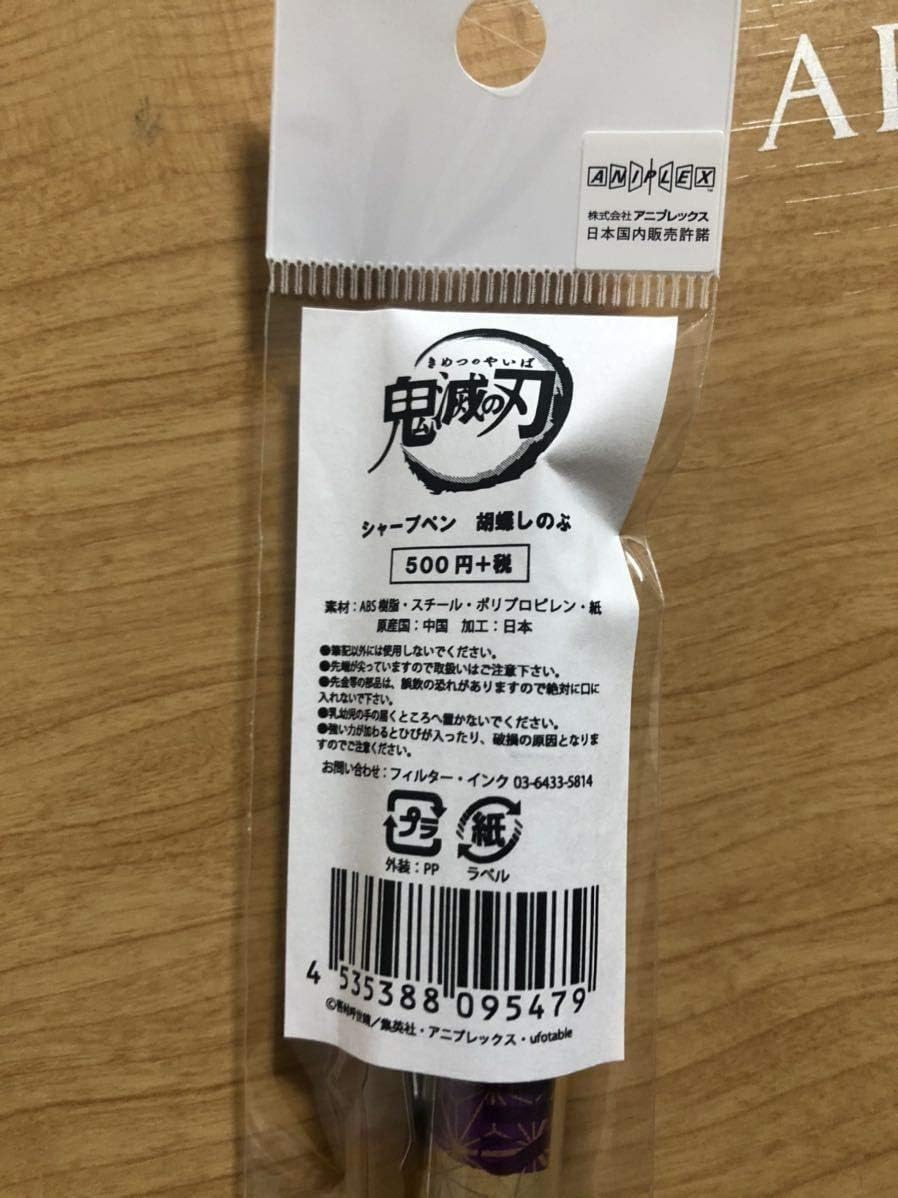 AB
ANIPLEX
株式会社アニプレックス
日本国内販売許諾
きめつのやいば
鬼滅の刃
シャープペン 胡蝶しのぶ
500円+税
素材：ABS樹脂・スチール・ポリプロピレン・紙
原産国：中国 加工：日本
●筆記以外には使用しないでください。
●先端が尖っていますので取扱いはご注意下さい。
●先金等の部品は、誤飲の恐れがありますので絶対に口に
入れないで下さい。
●乳幼児の手の届くところへ置かないでください。
●強い力が加わるとひびが入ったり、破損の原因となりま
すのでご注意ください。
お問い合わせ：フィルター・インク 03-6433-5814
プラ 紙
外装：PP ラベル
4 535388 095479
©吾峠呼世晴／集英社・アニプレックス・ufotable